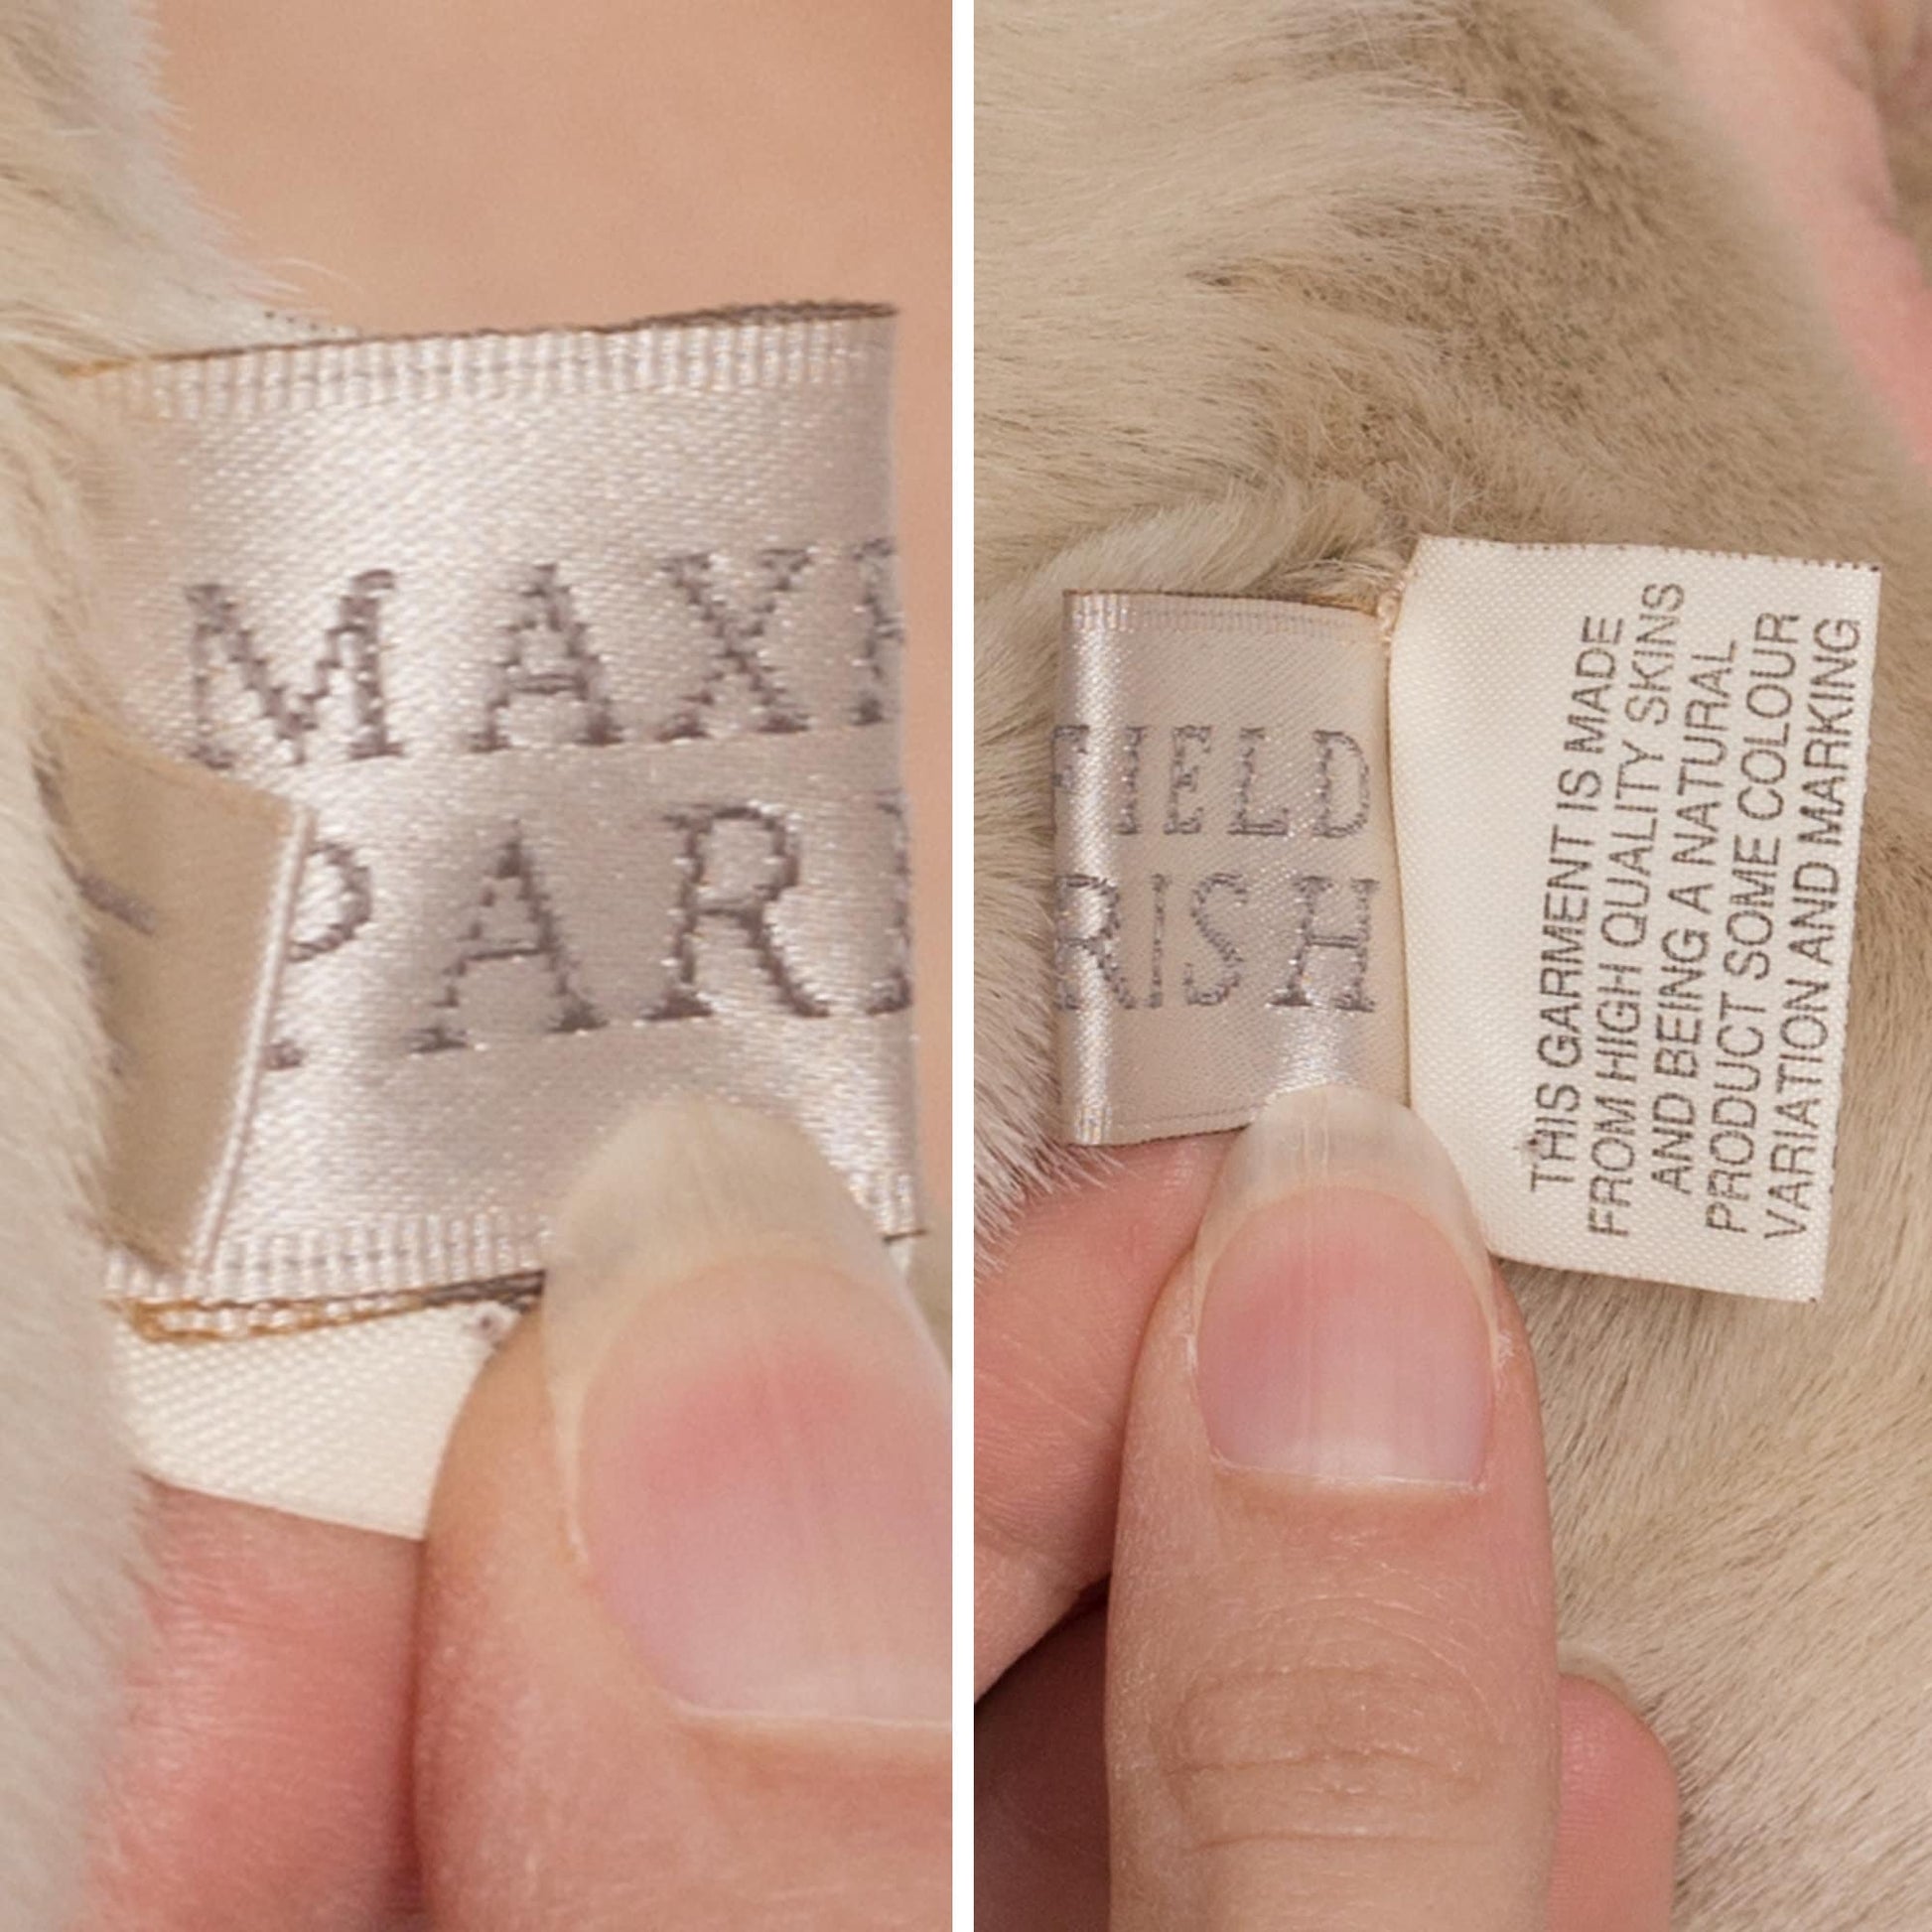 MAXF
PARI
FIELD
RISH
THIS GARMENT IS MADE
FROM HIGH QUALITY SKINS
AND BEING A NATURAL
PRODUCT SOME COLOUR
VARIATION AND MARKING